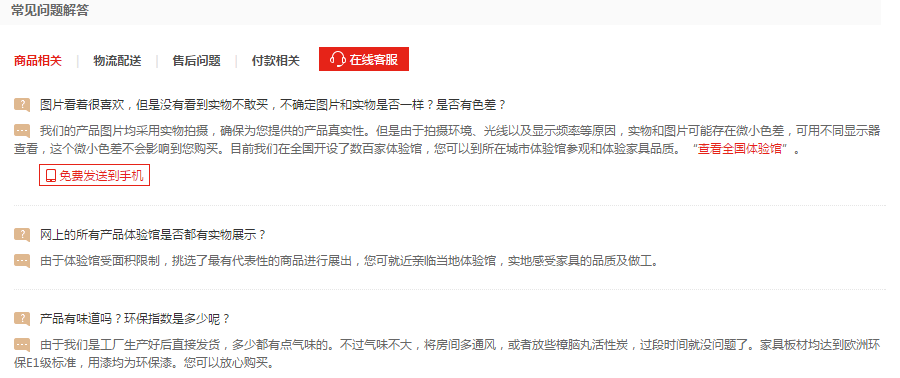 常见问题解答
商品相关 | 物流配送 | 售后问题 | 付款相关 在线客服
? 图片看着很喜欢，但是没有看到实物不敢买，不确定图片和实物是否一样？是否有色差？
我们的产品图片均采用实物拍摄，确保为您提供的产品真实性。但是由于拍摄环境、光线以及显示频率等原因，实物和图片可能存在微小色差，可用不同显示器
查看，这个微小色差不会影响到您购买。目前我们在全国开设了数百家体验馆，您可以到所在城市体验馆参观和体验家具品质。“查看全国体验馆”。
免费发送到手机
? 网上的所有产品体验馆是否都有实物展示？
由于体验馆受面积限制，挑选了最有代表性的商品进行展出，您可就近亲临当地体验馆，实地感受家具的品质及做工。
? 产品有味道吗？环保指数是多少呢？
由于我们是工厂生产好后直接发货，多少都有点气味的。不过气味不大，将房间多通风，或者放些樟脑丸活性炭，过段时间就没问题了。家具板材均达到欧洲环
保E1级标准，用漆均为环保漆。您可以放心购买。